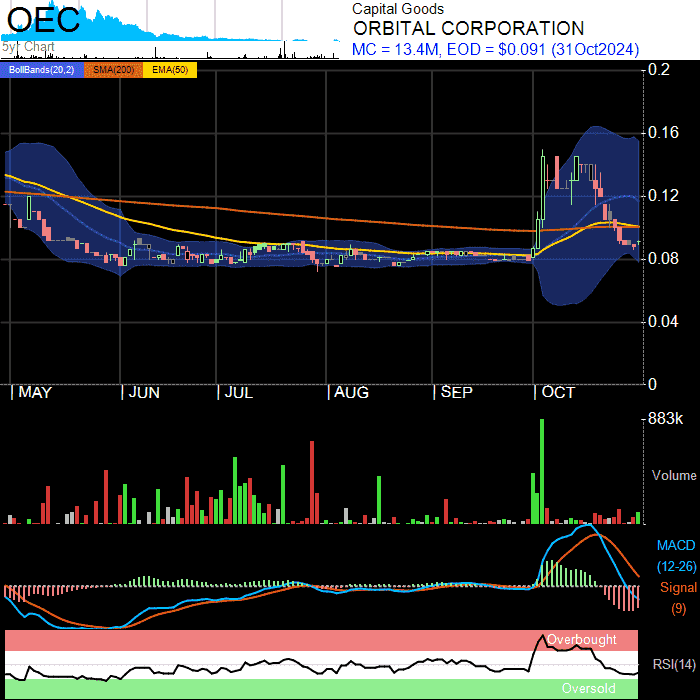 OEC
5yr Chart
Capital Goods
ORBITAL CORPORATION
MC = 13.4M, EOD = $0.091 (31Oct2024)
BollBands(20,2) SMA(200) EMA(50)
0.2
0.16
0.12
0.08
0.04
0
MAY JUN JUL AUG SEP OCT
883k
Volume
MACD
(12-26)
Signal
(9)
Overbought
RSI(14)
Oversold